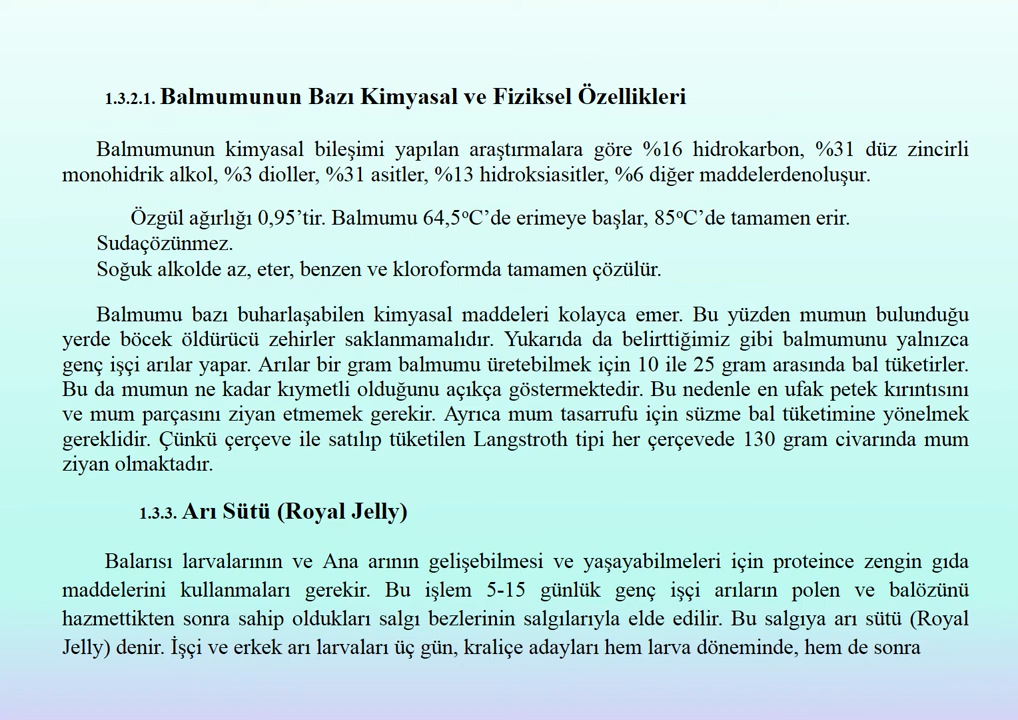 1.3.2.1. Balmumunun Bazı Kimyasal ve Fiziksel Özellikleri
Balmumunun kimyasal bileşimi yapılan araştırmalara göre %16 hidrokarbon, %31 düz zincirli
monohidrik alkol, %3 dioller, %31 asitler, %13 hidroksiasitler, %6 diğer maddelerdenoluşur.
Özgül ağırlığı 0,95’tir. Balmumu 64,5ºC’de erimeye başlar, 85ºC’de tamamen erir.
Sudaçözünmez.
Soğuk alkolde az, eter, benzen ve kloroformda tamamen çözülür.
Balmumu bazı buharlaşabilen kimyasal maddeleri kolayca emer. Bu yüzden mumun bulunduğu
yerde böcek öldürücü zehirler saklanmamalıdır. Yukarıda da belirttiğimiz gibi balmumunu yalnızca
genç işçi arılar yapar. Arılar bir gram balmumu üretebilmek için 10 ile 25 gram arasında bal tüketirler.
Bu da mumun ne kadar kıymetli olduğunu açıkça göstermektedir. Bu nedenle en ufak petek kırıntısını
ve mum parçasını ziyan etmemek gerekir. Ayrıca mum tasarrufu için süzme bal tüketimine yönelmek
gereklidir. Çünkü çerçeve ile satılıp tüketilen Langstroth tipi her çerçevede 130 gram civarında mum
ziyan olmaktadır.
1.3.3. Arı Sütü (Royal Jelly)
Balarısı larvalarının ve Ana arının gelişebilmesi ve yaşayabilmeleri için proteince zengin gıda
maddelerini kullanmaları gerekir. Bu işlem 5-15 günlük genç işçi arıların polen ve balözünü
hazmettikten sonra sahip oldukları salgı bezlerinin salgılarıyla elde edilir. Bu salgıya arı sütü (Royal
Jelly) denir. İşçi ve erkek arı larvaları üç gün, kraliçe adayları hem larva döneminde, hem de sonra